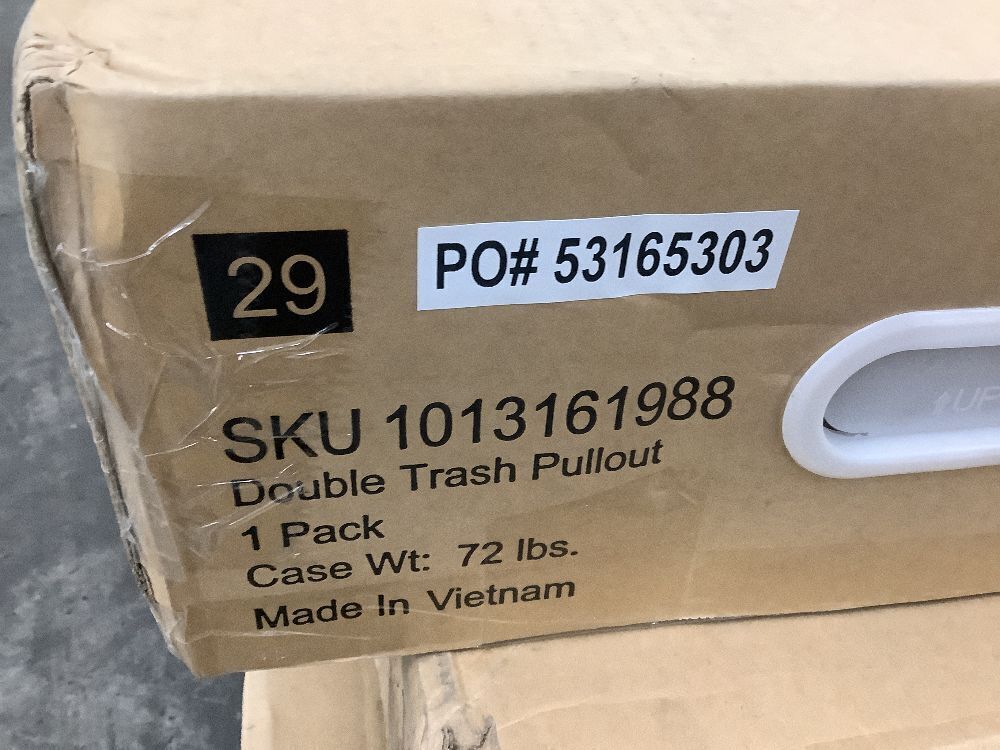 29
PO# 53165303
SKU 1013161988
Double Trash Pullout
1 Pack
Case Wt: 72 lbs.
Made In Vietnam